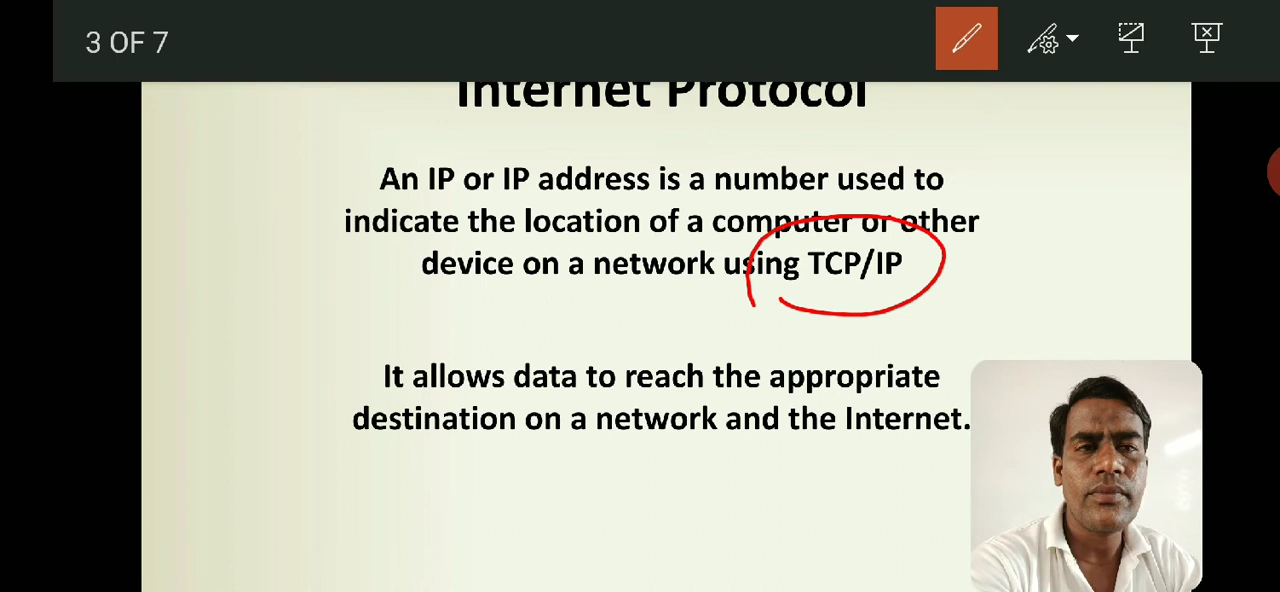 3 OF 7
Internet Protocol
An IP or IP address is a number used to
indicate the location of a computer or other
device on a network using TCP/IP
It allows data to reach the appropriate
destination on a network and the Internet.